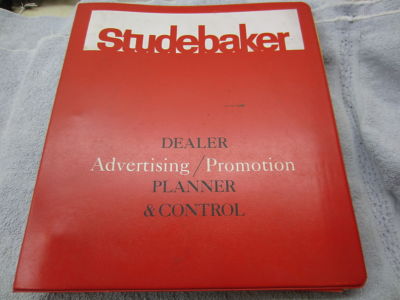 Studebaker
DEALER
Advertising/Promotion
PLANNER
& CONTROL